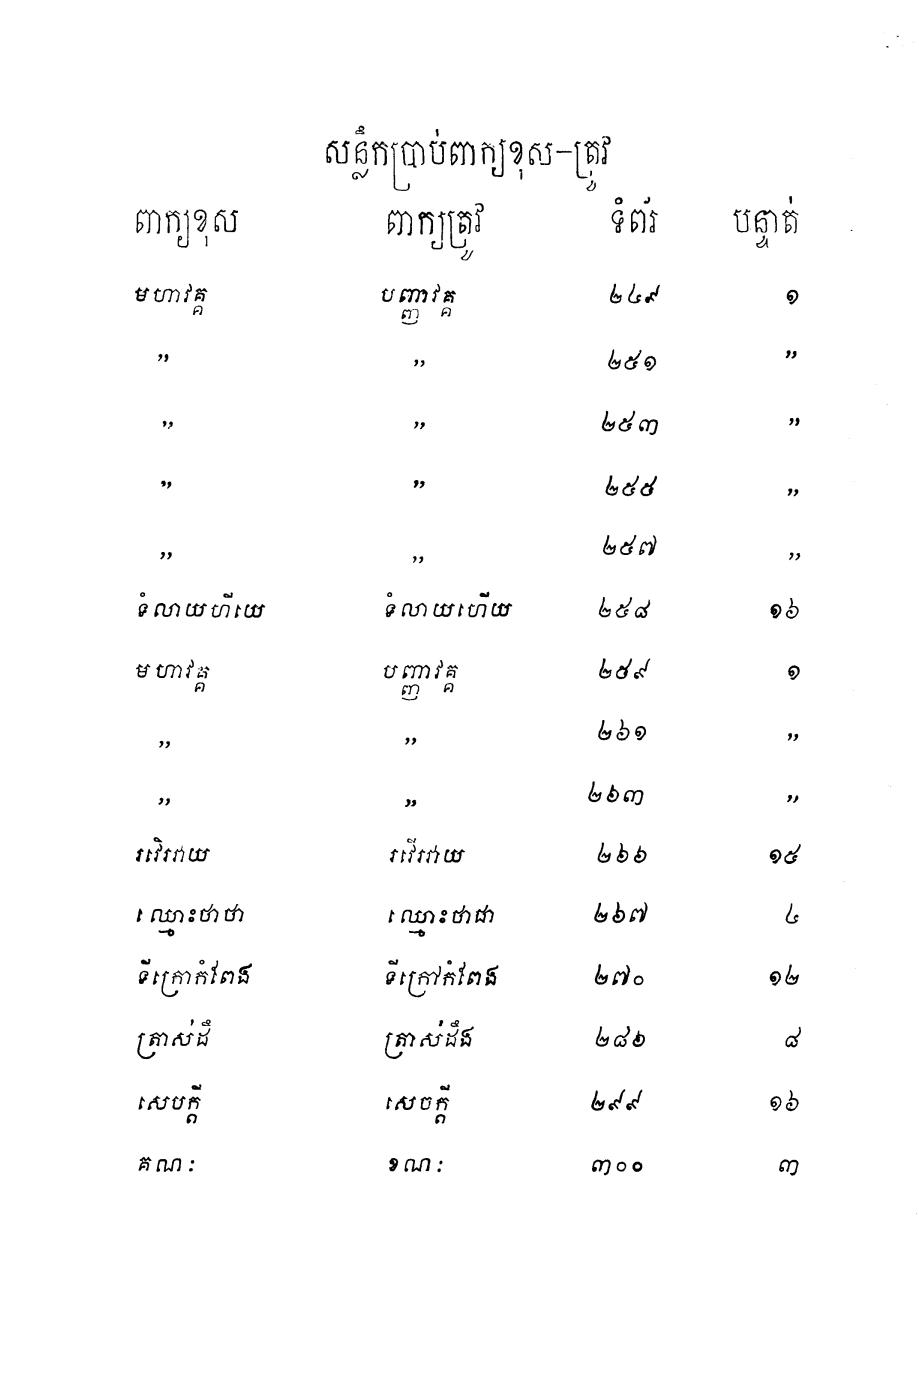 សន្លឹកប្រាប់ពាក្យខុស-ត្រូវ
ពាក្យខុស ពាក្យត្រូវ ទំព័រ បន្ទាត់
មហាវគ្គ បញ្ញាវគ្គ ២៤៩ ១
" " ២៥១ "
" " ២៥៣ "
" " ២៥៥ "
" " ២៥៧ "
ទំលាយហីយេ ទំលាយហើយ ២៥៨ ១៦
មហាវគ្គ បញ្ញាវគ្គ ២៥៩ ១
" " ២៦១ "
" " ២៦៣ "
រវិរវាយ រវើរវាយ ២៦៦ ១៥
ឈ្មោះថាថា ឈ្មោះថាជា ២៦៧ ៤
ទីក្រោកំពែង ទីក្រៅកំពែង ២៧០ ១២
ត្រាស់ដឹ ត្រាស់ដឹង ២៨៦ ៨
សេបក្ដី សេចក្ដី ២៩៩ ១៦
គណៈ ខណៈ ៣០០ ៣